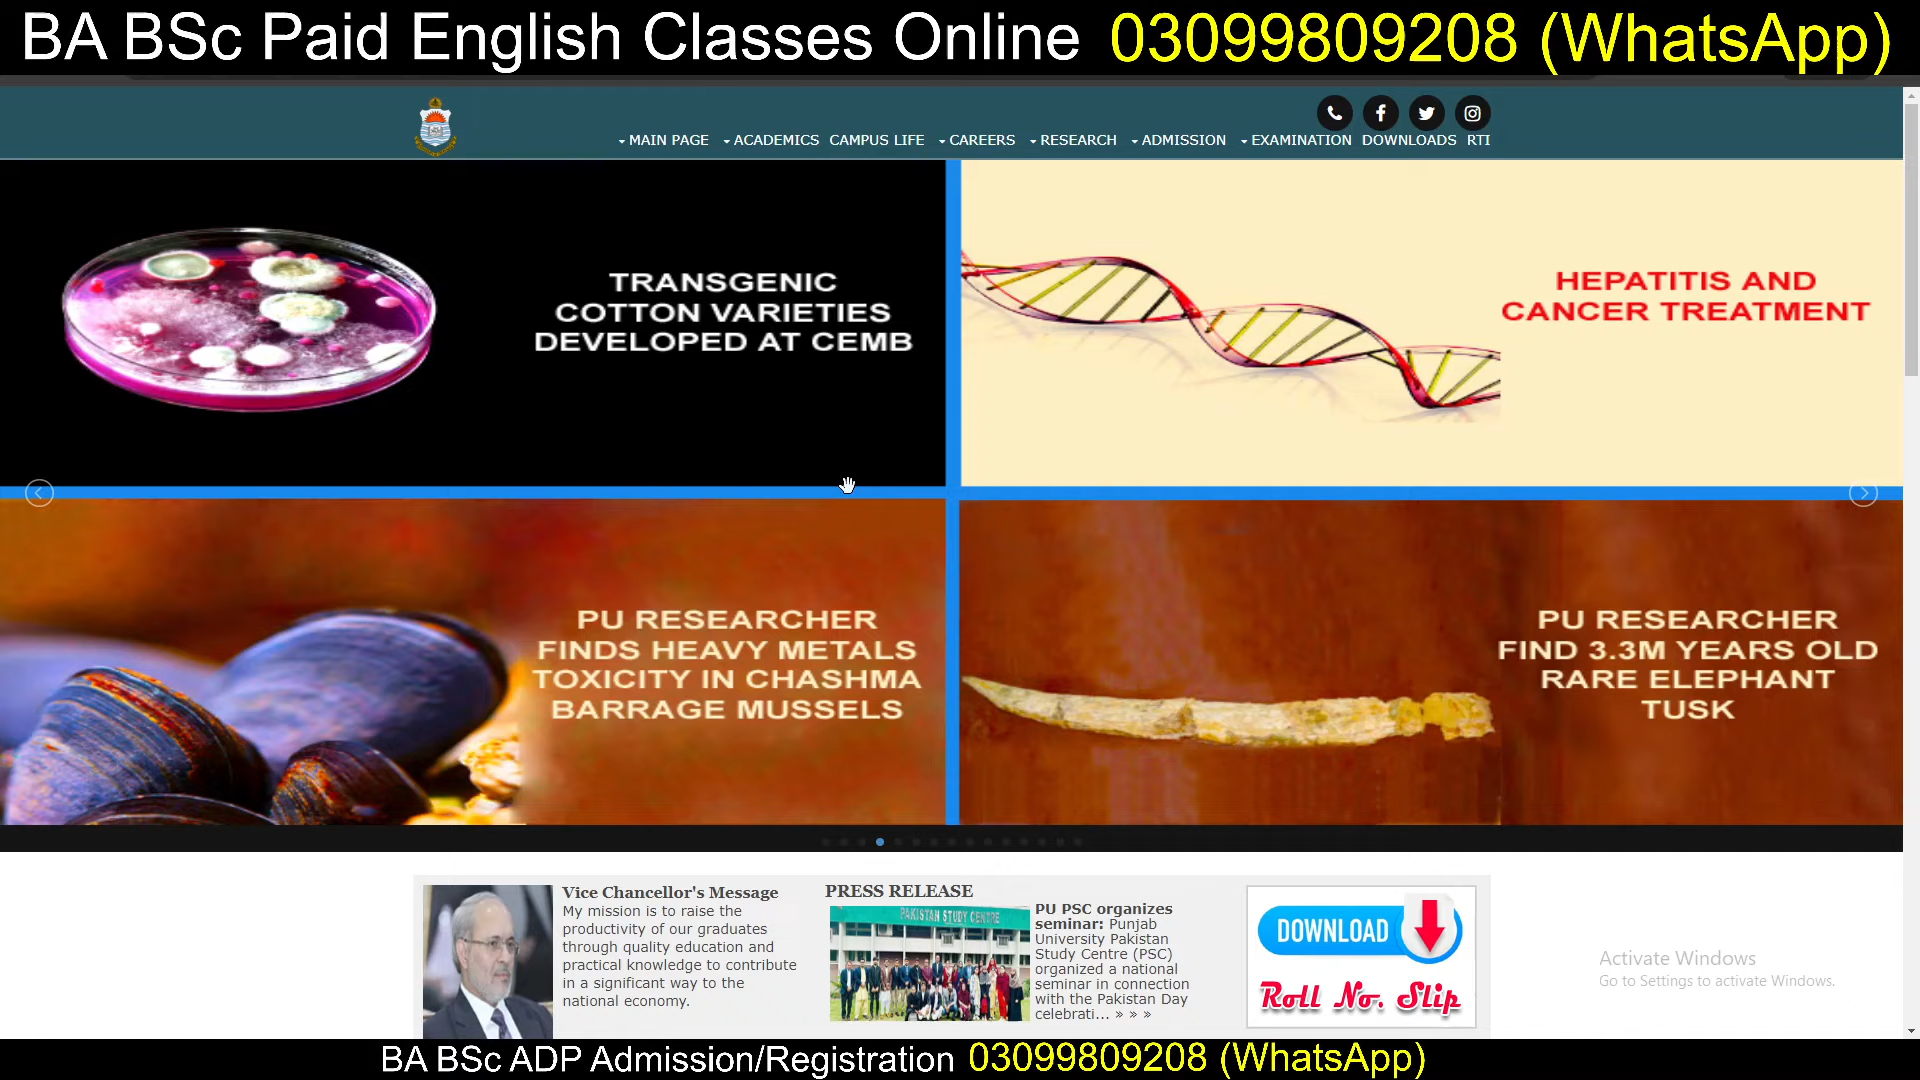 BA BSc Paid English Classes Online 03099809208 (WhatsApp)
MAIN PAGE ACADEMICS CAMPUS LIFE CAREERS RESEARCH ADMISSION EXAMINATION DOWNLOADS RTI
TRANSGENIC
COTTON VARIETIES
DEVELOPED AT CEMB
HEPATITIS AND
CANCER TREATMENT
PU RESEARCHER
FINDS HEAVY METALS
TOXICITY IN CHASHMA
BARRAGE MUSSELS
PU RESEARCHER
FIND 3.3M YEARS OLD
RARE ELEPHANT
TUSK
Vice Chancellor's Message
My mission is to raise the
productivity of our graduates
through quality education and
practical knowledge to contribute
in a significant way to the
national economy.
PRESS RELEASE
PAKISTAN STUDY CENTRE
PU PSC organizes
seminar: Punjab
University Pakistan
Study Centre (PSC)
organized a national
seminar in connection
with the Pakistan Day
celebrati... » » »
DOWNLOAD
Roll No. Slip
Activate Windows
Go to Settings to activate Windows.
BA BSc ADP Admission/Registration 03099809208 (WhatsApp)